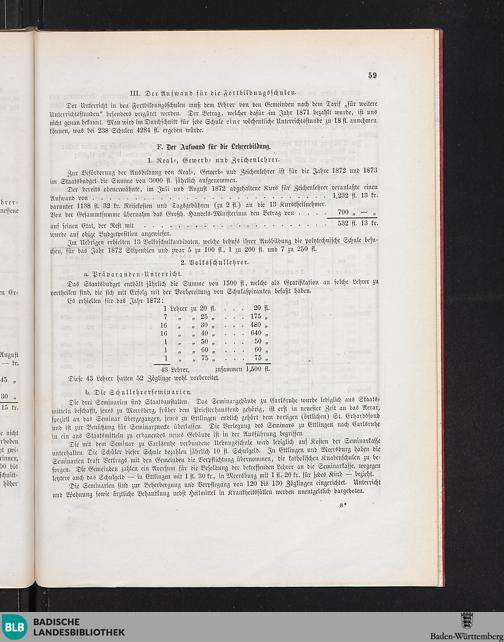 59
III. Der Aufwand für die Fortbildungsschulen.
Der Unterricht in den Fortbildungsschulen muß dem Lehrer von den Gemeinden nach dem Tarif „für weitere
Unterrichtsstunden" besonders vergütet werden. Der Betrag, welcher dafür im Jahr 1871 bezahlt wurde, ist uns
nicht genau bekannt. Man wird im Durchschnitt für jede Schule eine wöchentliche Unterrichtsstunde zu 18 fl. annehmen
können, was bei 238 Schulen 4284 fl. ergeben würde.
F. Der Aufwand für die Lehrerbildung.
1. Real-, Gewerb- und Zeichenlehrer.
Zur Beförderung der Ausbildung von Real-, Gewerb- und Zeichenlehrer ist für die Jahre 1872 und 1873
im Staatsbudget die Summe von 3000 fl. jährlich aufgenommen.
Der bereits obenerwähnte, im Juli und August 1872 abgehaltene Kurs für Zeichenlehrer veranlaßte einen
Aufwand von . . . 1,232 fl. 13 kr.
darunter 1138 fl. 32 kr. Reisekosten und Tagsgebühren (zu 2 fl.) an die 13 Kurstheilnehmer.
Von der Gesammtsumme übernahm das Großh. Handels-Ministerium den Betrag von . . . . 700 „ — „
auf seinen Etat, der Rest mit . . . 532 fl. 13 kr.
wurde auf obige Budgetposition angewiesen.
Im Uebrigen erhielten 13 Volksschulkandidaten, welche behufs ihrer Ausbildung die polytechnische Schule besu-
chen, für das Jahr 1872 Stipendien und zwar 5 zu 100 fl., 1 zu 200 fl. und 7 zu 250 fl.
2. Volksschullehrer.
a. Präparanden-Unterricht.
Das Staatsbudget enthält jährlich die Summe von 1500 fl., welche als Gratifikation an solche Lehrer zu
vertheilen sind, die sich mit Erfolg mit der Vorbereitung von Schulaspiranten befaßt haben.
Es erhielten für das Jahr 1872:
1 Lehrer zu 20 fl. . . . 20 fl.
7 „ „ 25 „ . . . 175 „
16 „ „ 30 „ . . . 480 „
16 „ „ 40 „ . . . 640 „
1 „ „ 50 „ . . . 50 „
1 „ „ 60 „ . . . 60 „
1 „ „ 75 „ . . . 75 „
43 Lehrer, zusammen 1,500 fl.
Diese 43 Lehrer hatten 52 Zöglinge wohl vorbereitet.
b. Die Schullehrerseminarien.
Die drei Seminarien sind Staatsanstalten. Das Seminargebäude zu Carlsruhe wurde lediglich aus Staats-
mitteln beschafft, jenes zu Meersburg, früher dem Priesterhausfond gehörig, ist erst in neuester Zeit an das Aerar,
speziell an das Seminar übergegangen, jenes zu Ettlingen endlich gehört dem dortigen (örtlichen) St. Erhardsfond
und ist zur Benützung für Seminarzwecke überlassen. Die Verlegung des Seminars zu Ettlingen nach Carlsruhe
in ein aus Staatsmitteln zu erbauendes neues Gebäude ist in der Ausführung begriffen.
Die mit dem Seminar zu Carlsruhe verbundene Uebungsschule wird lediglich auf Kosten der Seminarkasse
unterhalten. Die Schüler dieser Schule bezahlen jährlich 10 fl. Schulgeld. In Ettlingen und Meersburg haben die
Seminarien kraft Vertrags mit den Gemeinden die Verpflichtung übernommen, die katholischen Knabenschulen zu be-
sorgen. Die Gemeinden zahlen ein Aversum für die Besoldung der betreffenden Lehrer an die Seminarkasse, wogegen
letztere auch das Schulgeld — in Ettlingen mit 1 fl. 30 kr., in Meersburg mit 1 fl. 20 kr. für jedes Kind — bezieht.
Die Seminarien sind zur Beherbergung und Verpflegung von 120 bis 130 Zöglingen eingerichtet. Unterricht
und Wohnung sowie ärztliche Behandlung nebst Heilmittel in Krankheitsfällen werden unentgeltlich dargeboten.
8*
BLB BADISCHE
LANDESBIBLIOTHEK
Baden-Württemberg